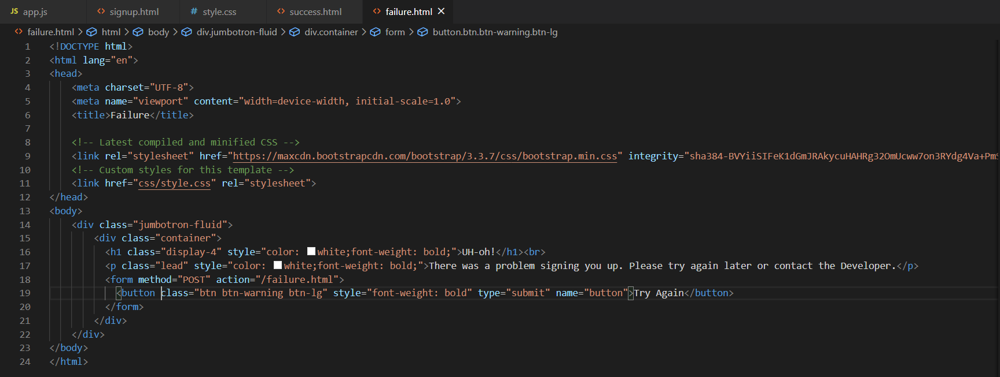 JS app.js <> signup.html # style.css <> success.html <> failure.html ×
<> failure.html > html > body > div.jumbotron-fluid > div.container > form > button.btn.btn-warning.btn-lg
1 <!DOCTYPE html>
2 <html lang="en">
3 <head>
4 <meta charset="UTF-8">
5 <meta name="viewport" content="width=device-width, initial-scale=1.0">
6 <title>Failure</title>
7
8 <!-- Latest compiled and minified CSS -->
9 <link rel="stylesheet" href="https://maxcdn.bootstrapcdn.com/bootstrap/3.3.7/css/bootstrap.min.css" integrity="sha384-BVYiiSIFeK1dGmJRAkycuHAHRg32OmUcww7on3RYdg4Va+PmS
10 <!-- Custom styles for this template -->
11 <link href="css/style.css" rel="stylesheet">
12 </head>
13 <body>
14 <div class="jumbotron-fluid">
15 <div class="container">
16 <h1 class="display-4" style="color: white;font-weight: bold;">UH-oh!</h1><br>
17 <p class="lead" style="color: white;font-weight: bold;">There was a problem signing you up. Please try again later or contact the Developer.</p>
18 <form method="POST" action="/failure.html">
19 <button class="btn btn-warning btn-lg" style="font-weight: bold" type="submit" name="button">Try Again</button>
20 </form>
21 </div>
22 </div>
23 </body>
24 </html>